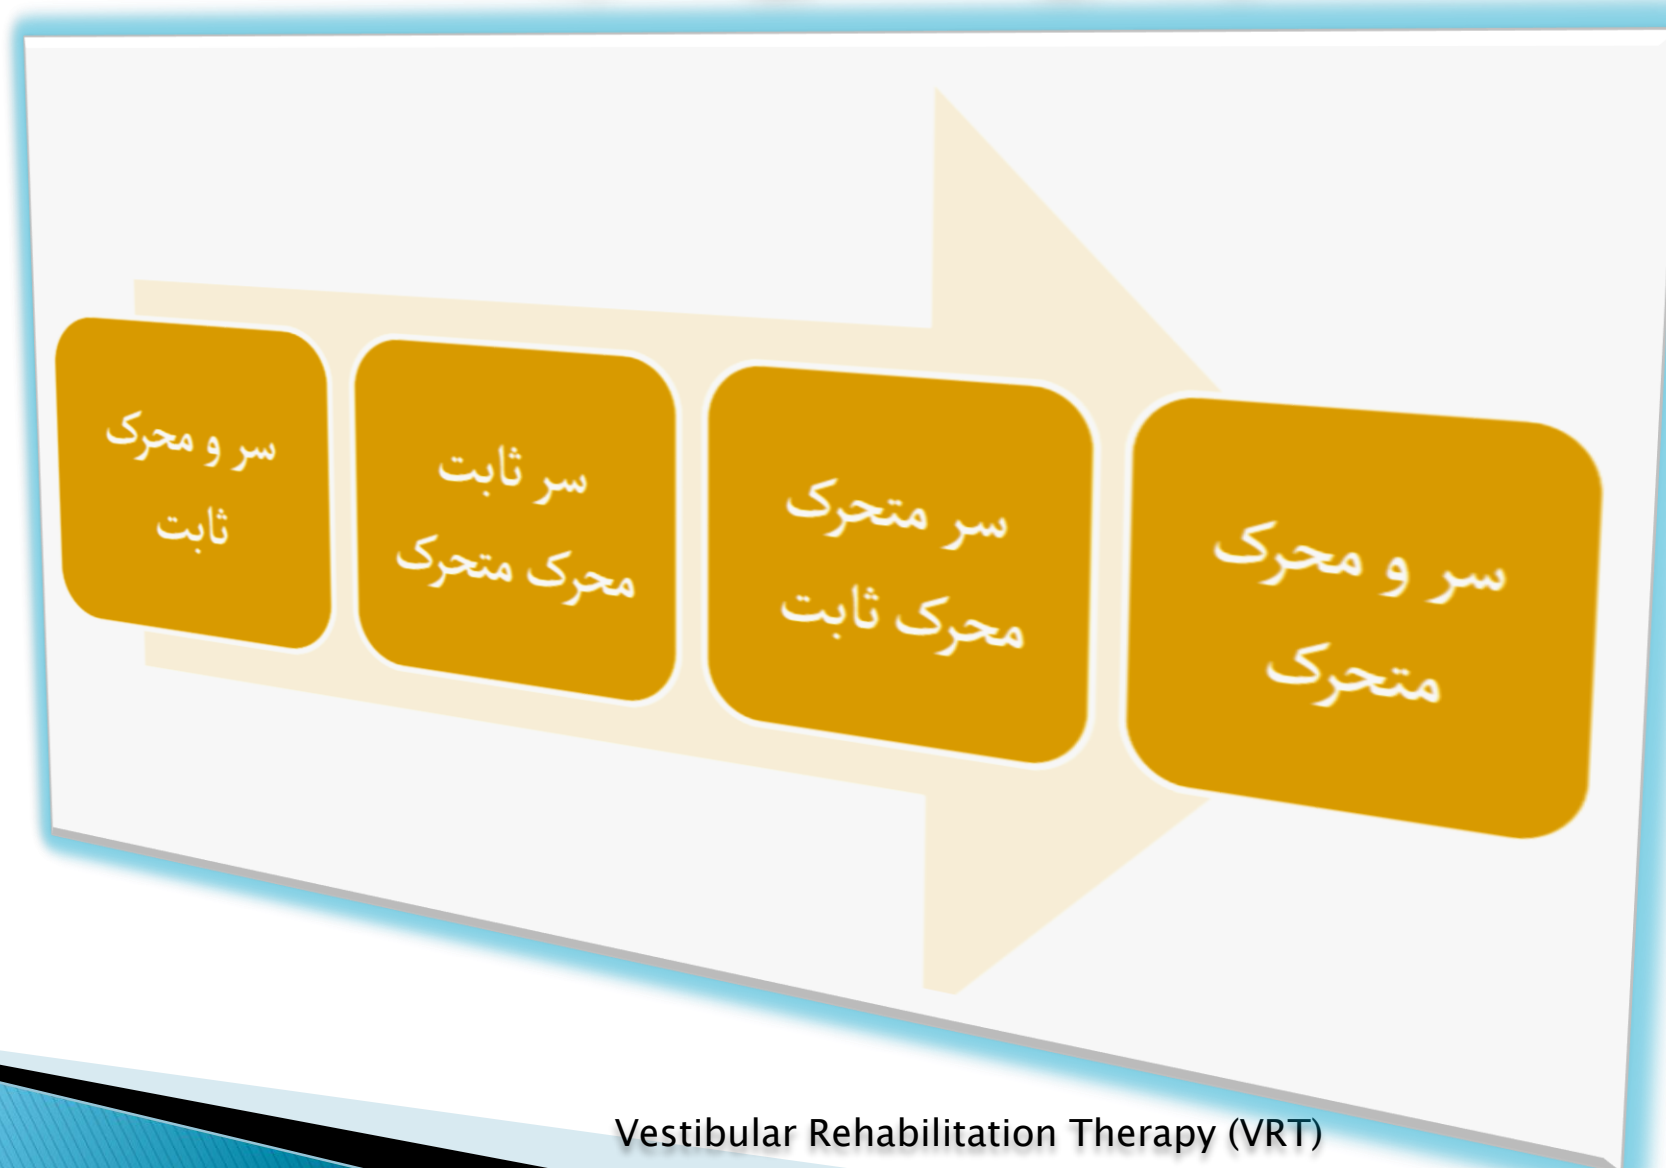 سر و محرک
ثابت
سر ثابت
محرک متحرک
سر متحرک
محرک ثابت
سر و محرک
متحرک
Vestibular Rehabilitation Therapy (VRT)